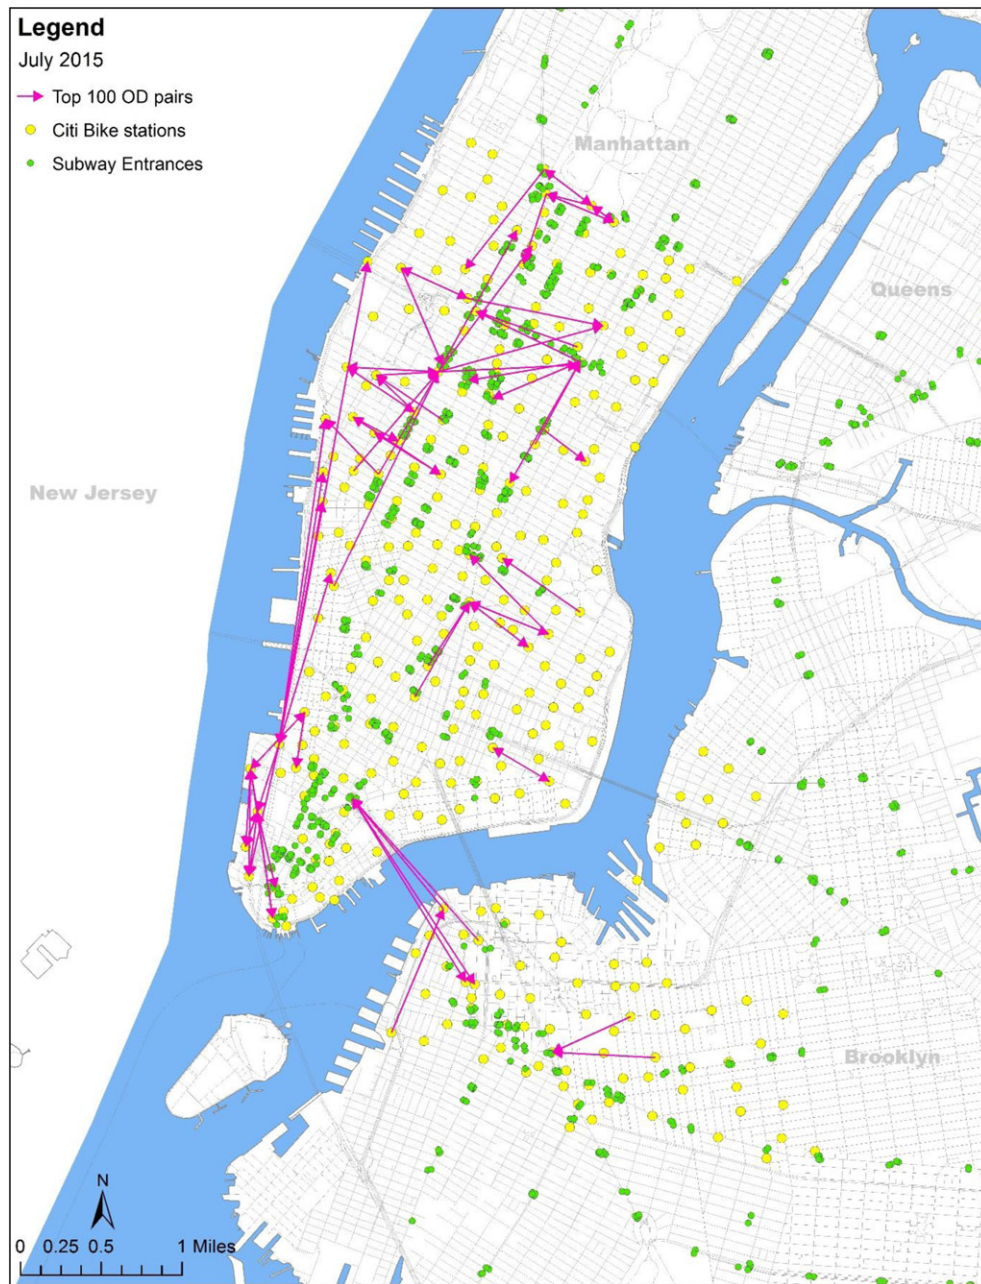 Legend
July 2015
Top 100 OD pairs
Citi Bike stations
Subway Entrances
Manhattan
Queens
New Jersey
Brooklyn
N
0 0.25 0.5 1 Miles